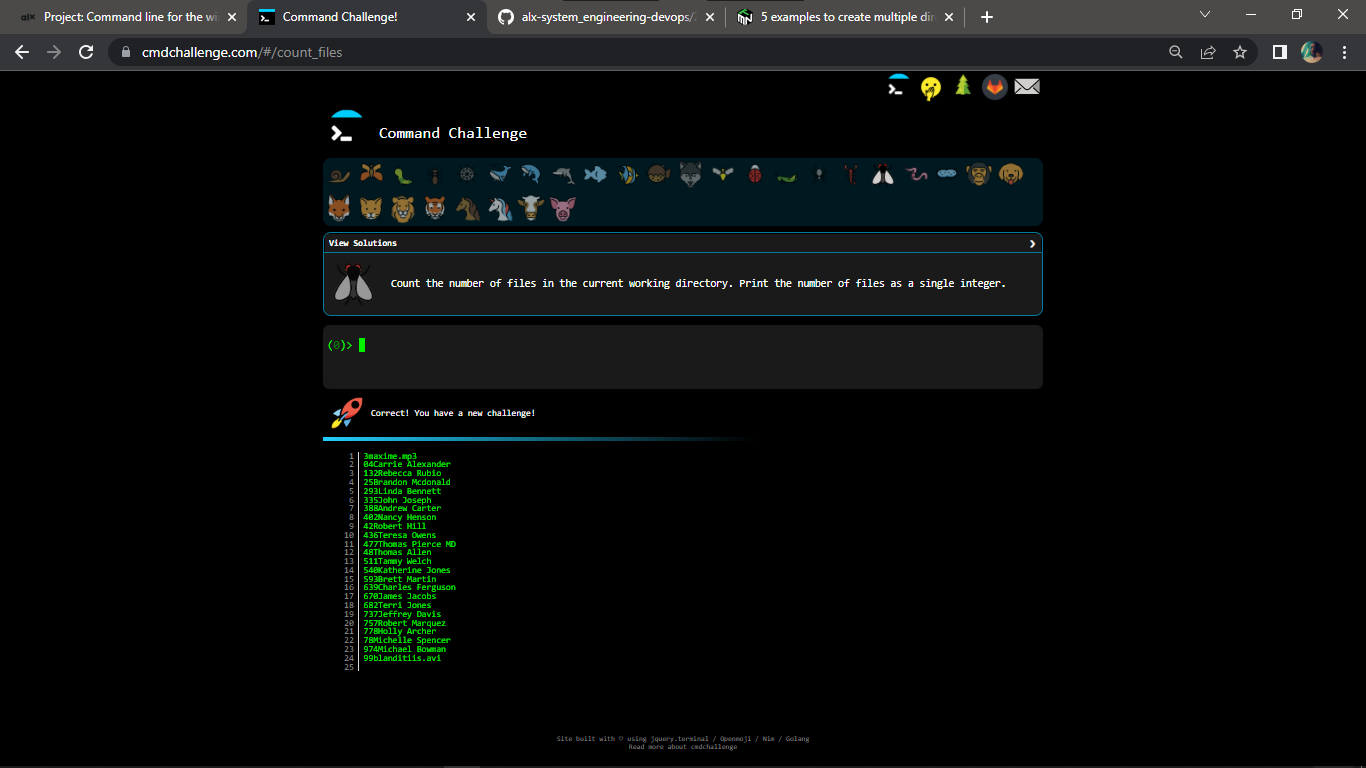 alx Project: Command line for the wi
Command Challenge!
alx-system_engineering-devops/
5 examples to create multiple dir
cmdchallenge.com/#/count_files
Command Challenge
View Solutions
Count the number of files in the current working directory. Print the number of files as a single integer.
(0)>
Correct! You have a new challenge!
1 3maxime.mp3
2 04Carrie Alexander
3 132Rebecca Rubio
4 25Brandon Mcdonald
5 293Linda Bennett
6 335John Joseph
7 388Andrew Carter
8 402Nancy Henson
9 42Robert Hill
10 436Teresa Owens
11 477Thomas Pierce MD
12 48Thomas Allen
13 511Tammy Welch
14 540Katherine Jones
15 593Brett Martin
16 639Charles Ferguson
17 670James Jacobs
18 682Terri Jones
19 737Jeffrey Davis
20 757Robert Marquez
21 778Holly Archer
22 78Michelle Spencer
23 974Michael Bowman
24 99blanditiis.avi
25
Site built with ♡ using jquery.terminal / Openmoji / Nim / Golang
Read more about cmdchallenge